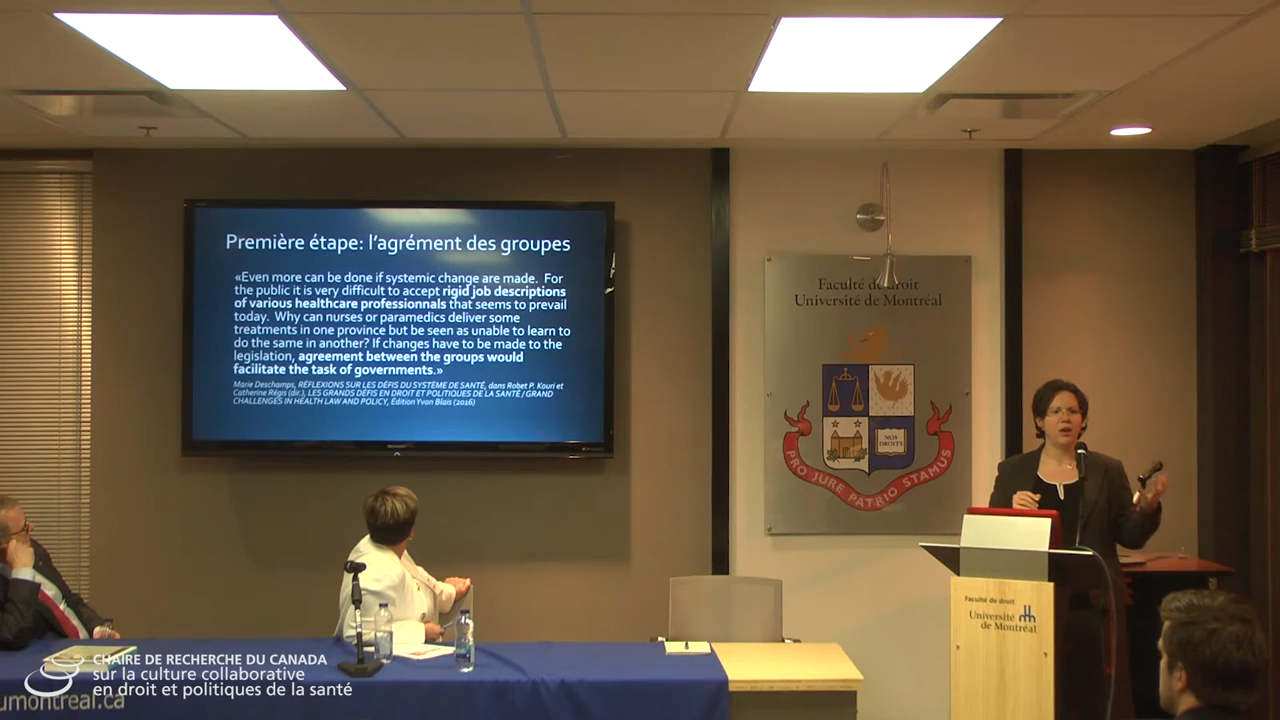 Première étape: l'agrément des groupes
«Even more can be done if systemic change are made. For
the public it is very difficult to accept rigid job descriptions
of various healthcare professionnals that seems to prevail
today. Why can nurses or paramedics deliver some
treatments in one province but be seen as unable to learn to
do the same in another? If changes have to be made to the
legislation, agreement between the groups would
facilitate the task of governments.»
Marie Deschamps, RÉFLEXIONS SUR LES DÉFIS DU SYSTÈME DE SANTÉ, dans Robet P. Kouri et
Catherine Régis (dir.), LES GRANDS DÉFIS EN DROIT ET POLITIQUES DE LA SANTÉ / GRAND
CHALLENGES IN HEALTH LAW AND POLICY, Édition Yvon Blais (2016)
SHARP
Faculté de droit
Université de Montréal
NOS
DROITS
PRO JURE PATRIO STAMUS
Faculté de droit
Université
de Montréal
CHAIRE DE RECHERCHE DU CANADA
sur la culture collaborative
en droit et politiques de la santé
umontreal.ca